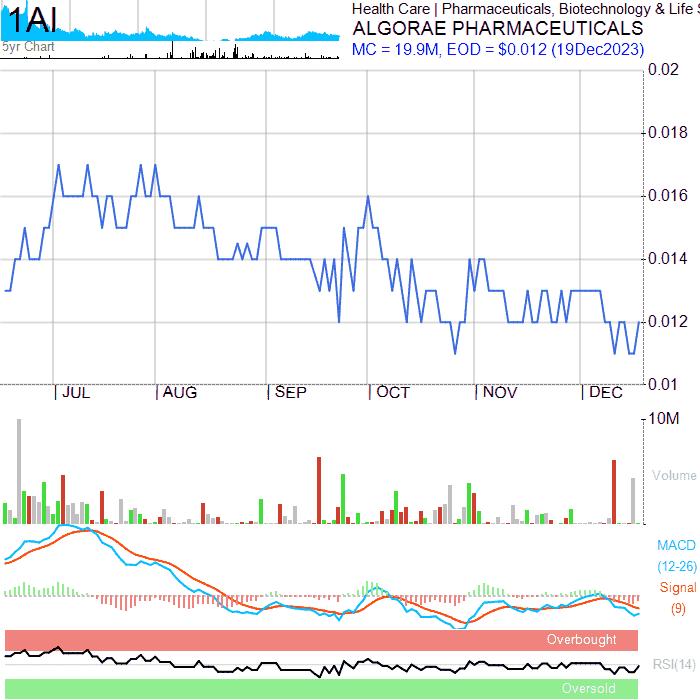 1AI
5yr Chart
Health Care | Pharmaceuticals, Biotechnology & Life S
ALGORAE PHARMACEUTICALS
MC = 19.9M, EOD = $0.012 (19Dec2023)
0.02
0.018
0.016
0.014
0.012
0.01
JUL
AUG
SEP
OCT
NOV
DEC
10M
Volume
MACD
(12-26)
Signal
(9)
Overbought
RSI(14)
Oversold